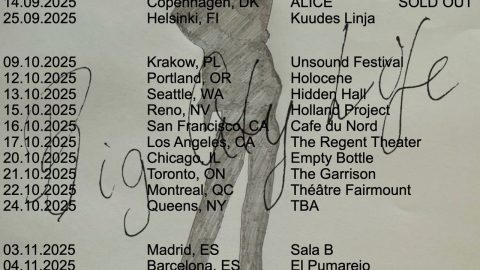 14.09.2025 Copenhagen, DK ALICE SOLD OUT
25.09.2025 Helsinki, FI Kuudes Linja
09.10.2025 Krakow, PL Unsound Festival
12.10.2025 Portland, OR Holocene
13.10.2025 Seattle, WA Hidden Hall
15.10.2025 Reno, NV Holland Project
16.10.2025 San Francisco, CA Cafe du Nord
17.10.2025 Los Angeles, CA The Regent Theater
20.10.2025 Chicago, IL Empty Bottle
21.10.2025 Toronto, ON The Garrison
22.10.2025 Montreal, QC Théâtre Fairmount
24.10.2025 Queens, NY TBA
03.11.2025 Madrid, ES Sala B
04.11.2025 Barcelona, ES El Pumarejo
Big city life